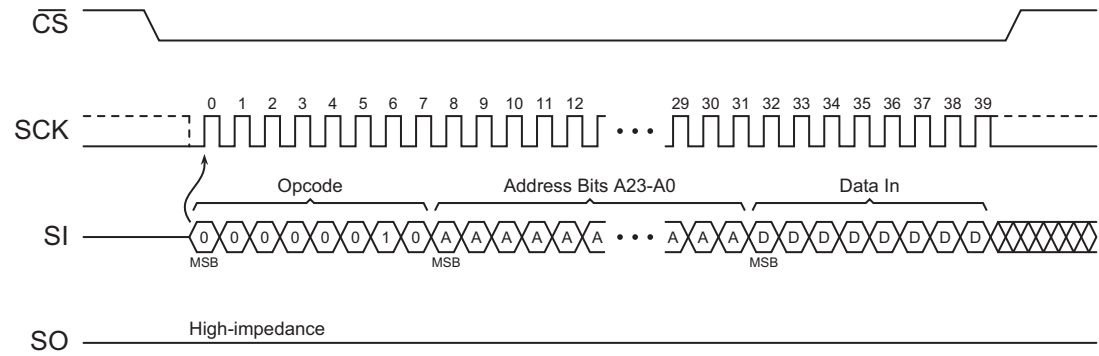 CS
0 1 2 3 4 5 6 7 8 9 10 11 12 29 30 31 32 33 34 35 36 37 38 39
SCK
Opcode Address Bits A23-A0 Data In
SI 0 0 0 0 0 0 1 0 A A A A A A • • • A A A D D D D D D D D
MSB MSB MSB
High-impedance
SO